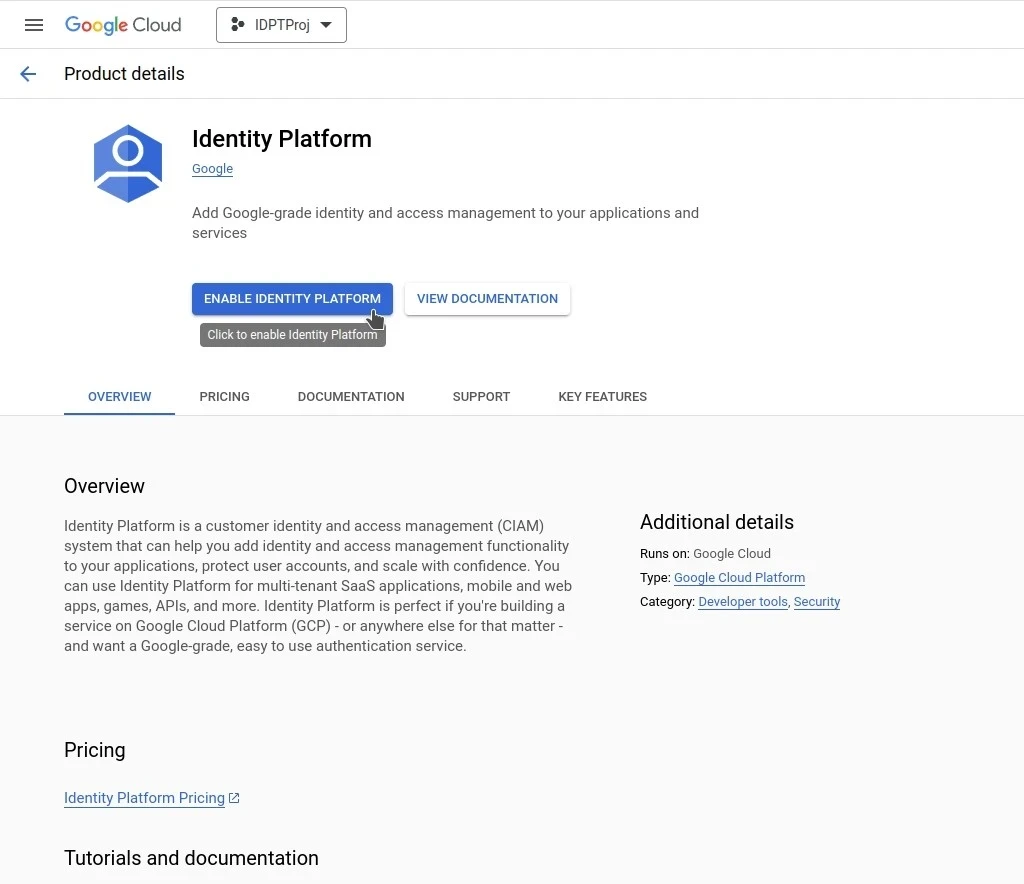 Google Cloud
IDPTProj
Product details
Identity Platform
Google
Add Google-grade identity and access management to your applications and
services
ENABLE IDENTITY PLATFORM
VIEW DOCUMENTATION
Click to enable Identity Platform
OVERVIEW
PRICING
DOCUMENTATION
SUPPORT
KEY FEATURES
Overview
Identity Platform is a customer identity and access management (CIAM)
system that can help you add identity and access management functionality
to your applications, protect user accounts, and scale with confidence. You
can use Identity Platform for multi-tenant SaaS applications, mobile and web
apps, games, APIs, and more. Identity Platform is perfect if you're building a
service on Google Cloud Platform (GCP) - or anywhere else for that matter -
and want a Google-grade, easy to use authentication service.
Additional details
Runs on: Google Cloud
Type: Google Cloud Platform
Category: Developer tools, Security
Pricing
Identity Platform Pricing
Tutorials and documentation